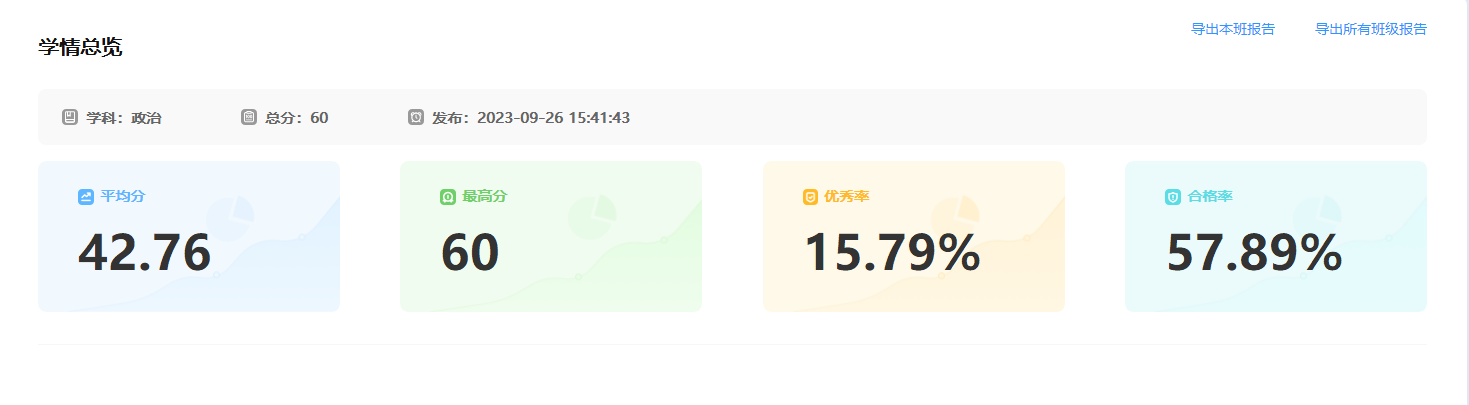 导出本班报告 导出所有班级报告
学情总览
学科：政治 总分：60 发布：2023-09-26 15:41:43
平均分 最高分 优秀率 合格率
42.76 60 15.79% 57.89%